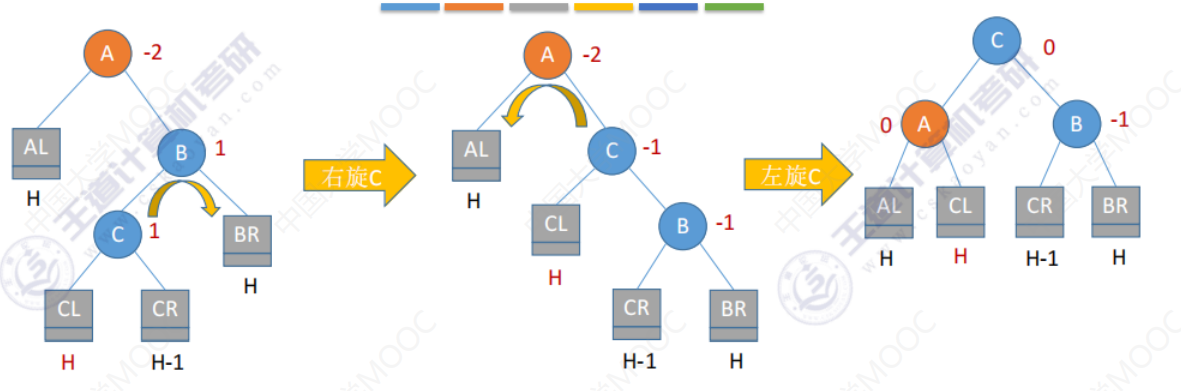 A -2
AL
H
B 1
C 1
BR
H
CL
H
CR
H-1
右旋C
A -2
AL
H
C -1
CL
H
B -1
CR
H-1
BR
H
左旋C
C 0
0 A
B -1
AL
H
CL
H
CR
H-1
BR
H
王道计算机考研
www.cskaoyan.com
中国大学MOOC